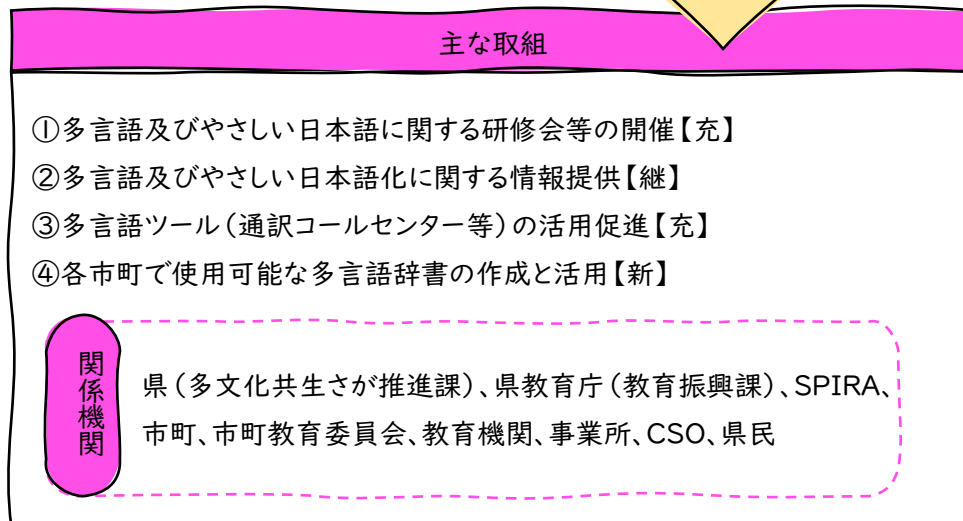 主な取組
①多言語及びやさしい日本語に関する研修会等の開催【充】
②多言語及びやさしい日本語化に関する情報提供【継】
③多言語ツール(通訳コールセンター等)の活用促進【充】
④各市町で使用可能な多言語辞書の作成と活用【新】
関係機関
県(多文化共生さが推進課)、県教育庁(教育振興課)、SPIRA、
市町、市町教育委員会、教育機関、事業所、CSO、県民